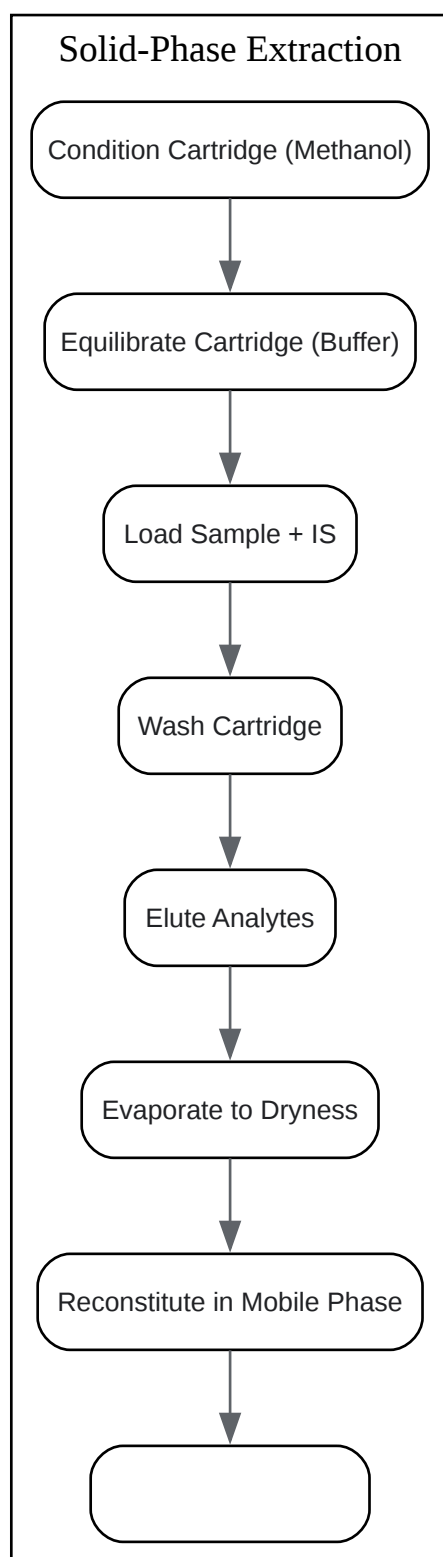 Solid-Phase Extraction
Condition Cartridge (Methanol)
Equilibrate Cartridge (Buffer)
Load Sample + IS
Wash Cartridge
Elute Analytes
Evaporate to Dryness
Reconstitute in Mobile Phase